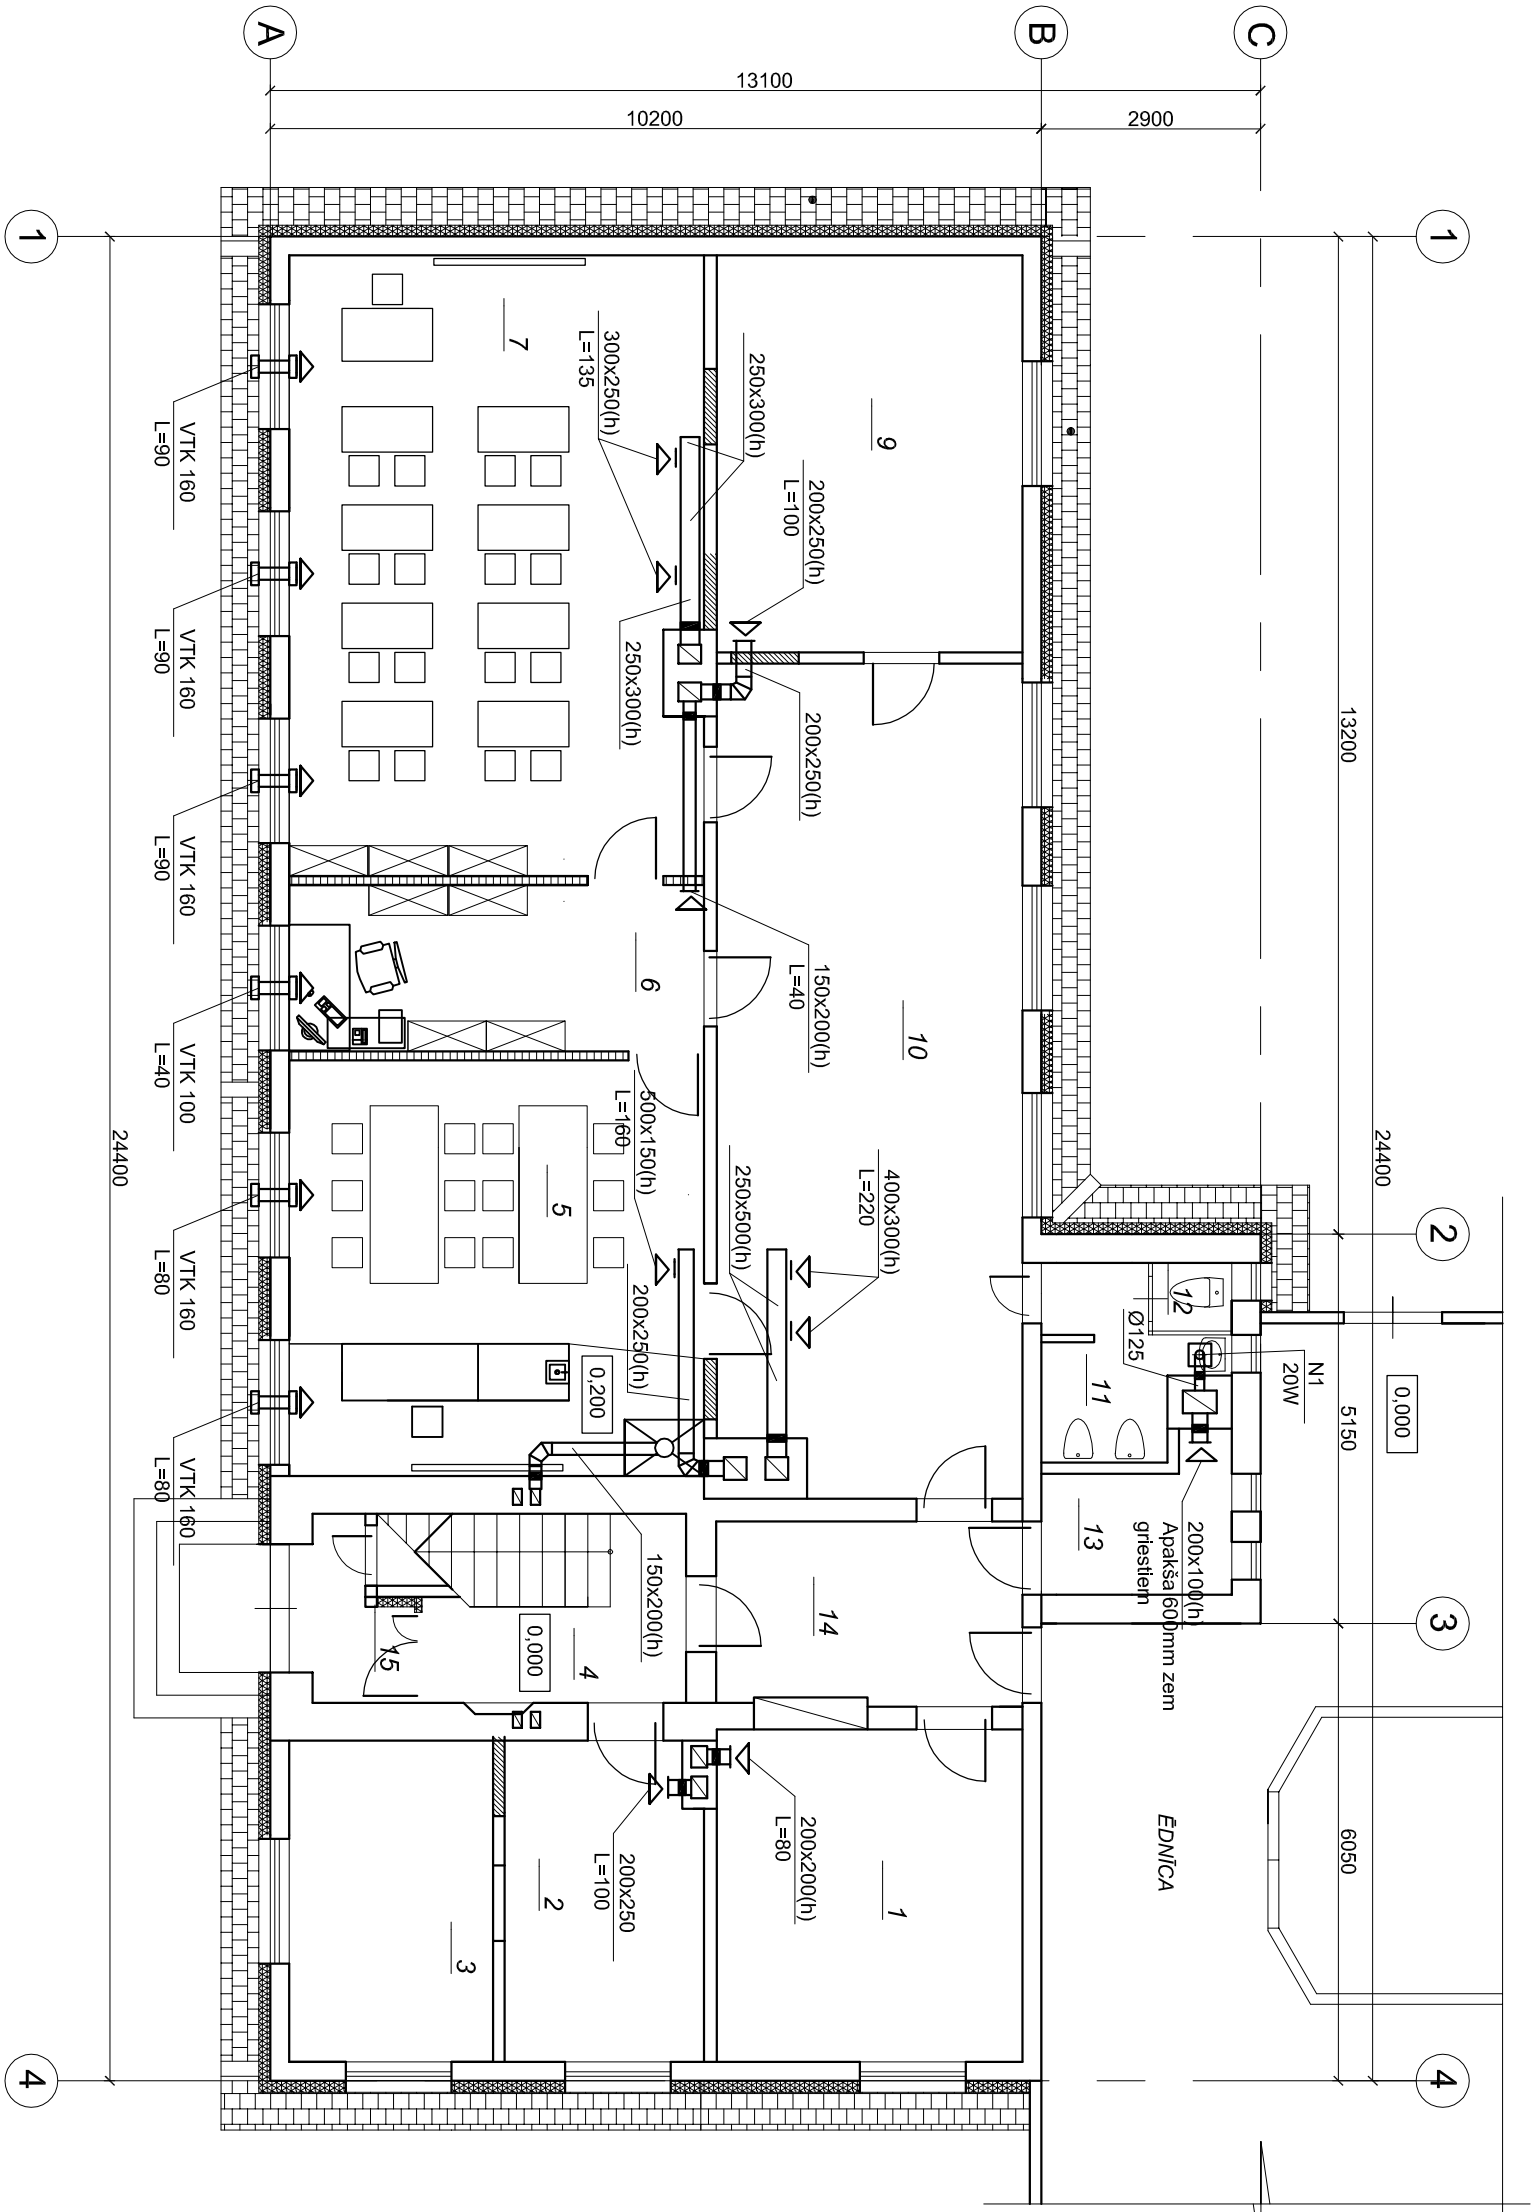 A
B
C
13100
10200
2900
1
1
24400
13200
24400
7
300x250(h)
L=135
250x300(h)
9
200x250(h)
L=100
VTK 160
L=90
VTK 160
L=90
VTK 160
L=90
250x300(h)
200x250(h)
6
150x200(h)
L=40
10
VTK 100
L=40
VTK 160
L=80
VTK 160
L=80
500x150(h)
L=160
5
250x500(h)
400x300(h)
L=220
200x250(h)
0,200
2
12
Ø125
N1
20W
0,000
5150
11
13
200x100(h)
Apakša 600mm zem
griestiem
3
150x200(h)
14
0,000
4
15
ĒDNĪCA
6050
200x200(h)
L=80
1
200x250
L=100
2
3
4
4